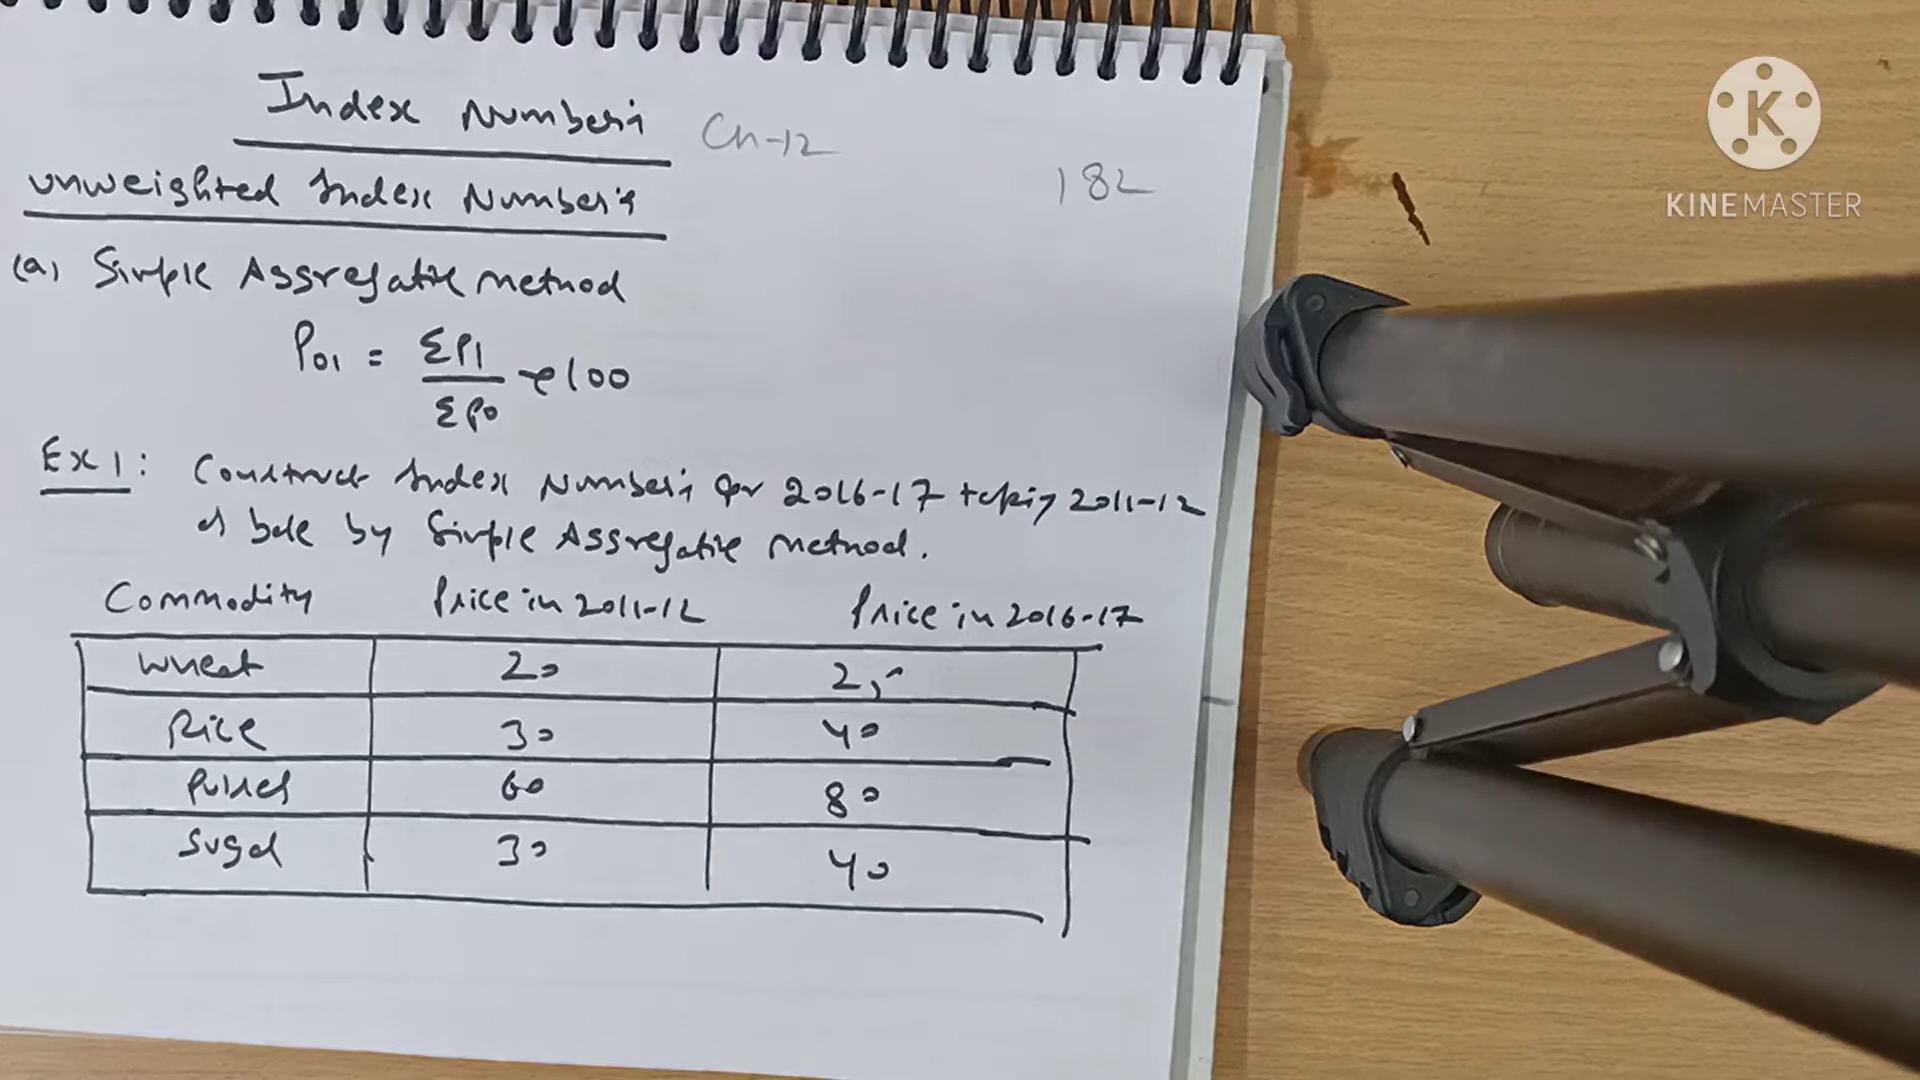 Index Numbers Ch-12
182
unweighted Index Numbers
(a) Simple Aggregative method
P01 = ΣP1 / ΣP0 × 100
Ex 1: Construct Index Numbers for 2016-17 taking 2011-12
as base by Simple Aggregative method.
Commodity Price in 2011-12 Price in 2016-17
Wheat 20 25
Rice 30 40
Pulses 60 80
Sugar 30 40
K
KINEMASTER